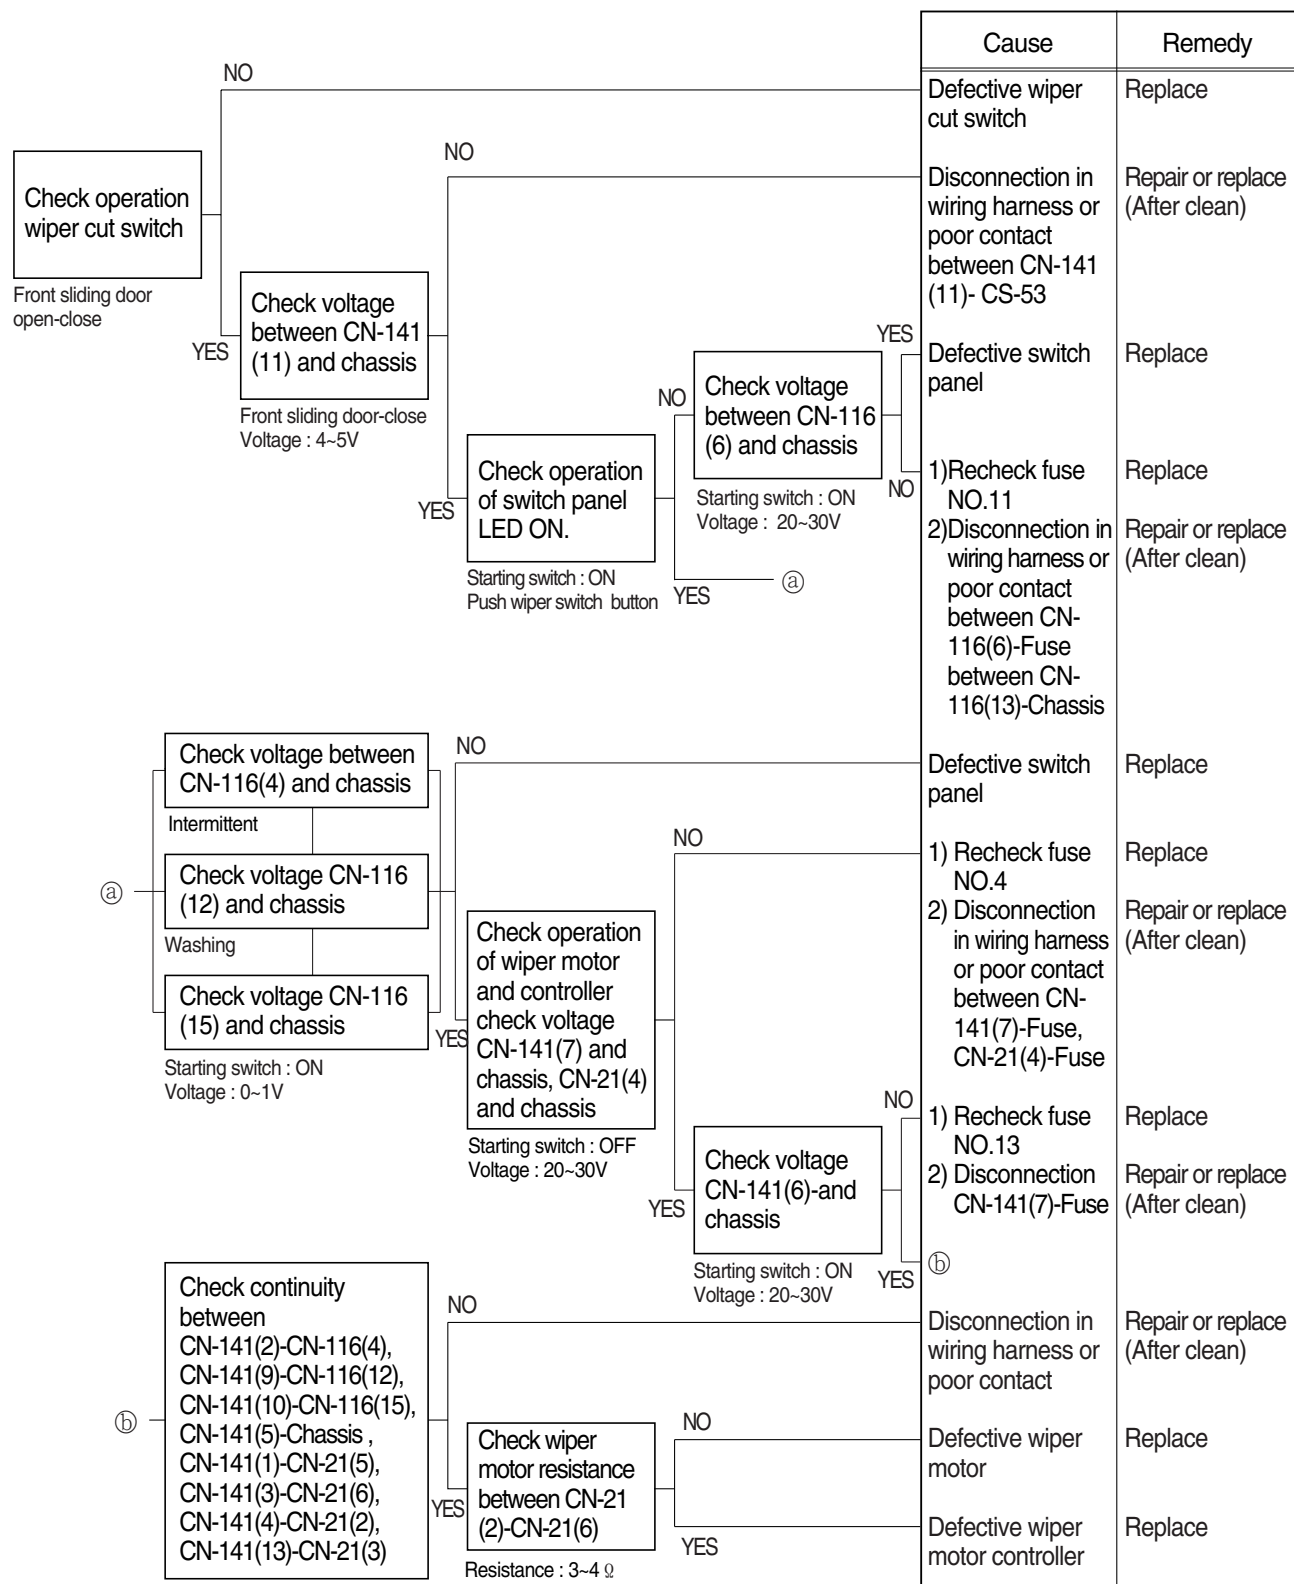 Cause
Remedy
NO
Defective wiper
cut switch
Replace
Check operation
wiper cut switch
Front sliding door
open-close
NO
Disconnection in
wiring harness or
poor contact
between CN-141
(11)- CS-53
Repair or replace
(After clean)
YES
Check voltage
between CN-141
(11) and chassis
Front sliding door-close
Voltage : 4~5V
YES
Defective switch
panel
Replace
NO
Check voltage
between CN-116
(6) and chassis
Starting switch : ON
Voltage : 20~30V
NO
1)Recheck fuse
NO.11
Replace
2)Disconnection in
wiring harness or
poor contact
between CN-
116(6)-Fuse
between CN-
116(13)-Chassis
Repair or replace
(After clean)
YES
Check operation
of switch panel
LED ON.
Starting switch : ON
Push wiper switch button
YES
ⓐ
Check voltage between
CN-116(4) and chassis
Intermittent
ⓐ
Check voltage CN-116
(12) and chassis
Washing
Check voltage CN-116
(15) and chassis
Starting switch : ON
Voltage : 0~1V
NO
Defective switch
panel
Replace
NO
1) Recheck fuse
NO.4
Replace
2) Disconnection
in wiring harness
or poor contact
between CN-
141(7)-Fuse,
CN-21(4)-Fuse
Repair or replace
(After clean)
YES
Check operation
of wiper motor
and controller
check voltage
CN-141(7) and
chassis, CN-21(4)
and chassis
Starting switch : OFF
Voltage : 20~30V
NO
1) Recheck fuse
NO.13
Replace
2) Disconnection
CN-141(7)-Fuse
Repair or replace
(After clean)
YES
Check voltage
CN-141(6)-and
chassis
Starting switch : ON
Voltage : 20~30V
YES
ⓑ
ⓑ
Check continuity
between
CN-141(2)-CN-116(4),
CN-141(9)-CN-116(12),
CN-141(10)-CN-116(15),
CN-141(5)-Chassis ,
CN-141(1)-CN-21(5),
CN-141(3)-CN-21(6),
CN-141(4)-CN-21(2),
CN-141(13)-CN-21(3)
NO
Disconnection in
wiring harness or
poor contact
Repair or replace
(After clean)
YES
Check wiper
motor resistance
between CN-21
(2)-CN-21(6)
Resistance : 3~4 Ω
NO
Defective wiper
motor
Replace
YES
Defective wiper
motor controller
Replace